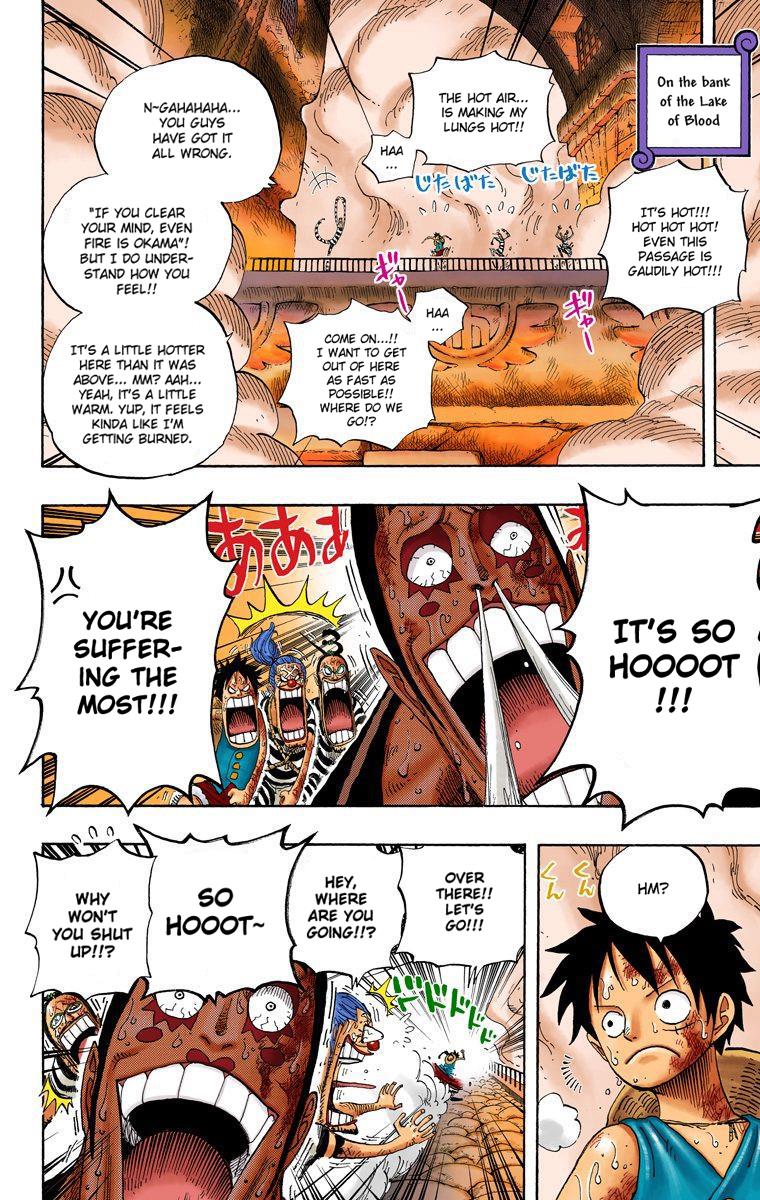 On the bank
of the Lake
of Blood
IT'S HOT!!!
HOT HOT HOT!
EVEN THIS
PASSAGE IS
GAUDILY HOT!!!
THE HOT AIR...
IS MAKING MY
LUNGS HOT!!
HAA
...
じたばた
じたばた
ギャー
ギャー
HAA
...
COME ON...!!
I WANT TO GET
OUT OF HERE
AS FAST AS
POSSIBLE!!
WHERE DO WE
GO!?
N~GAHAHAHA...
YOU GUYS
HAVE GOT IT
ALL WRONG.
"IF YOU CLEAR
YOUR MIND, EVEN
FIRE IS OKAMA"!
BUT I DO UNDER-
STAND HOW YOU
FEEL!!
IT'S A LITTLE HOTTER
HERE THAN IT WAS
ABOVE... MM? AAH...
YEAH, IT'S A LITTLE
WARM. YUP, IT FEELS
KINDA LIKE I'M
GETTING BURNED.
IT'S SO
HOOOOT
!!!
あああ
YOU'RE
SUFFER-
ING THE
MOST!!!
3
HM?
くん
くん
OVER
THERE!!
LET'S
GO!!!
HEY,
WHERE
ARE YOU
GOING!!?
ドドドドド
SO
HOOOT~
WHY
WON'T
YOU SHUT
UP!!?